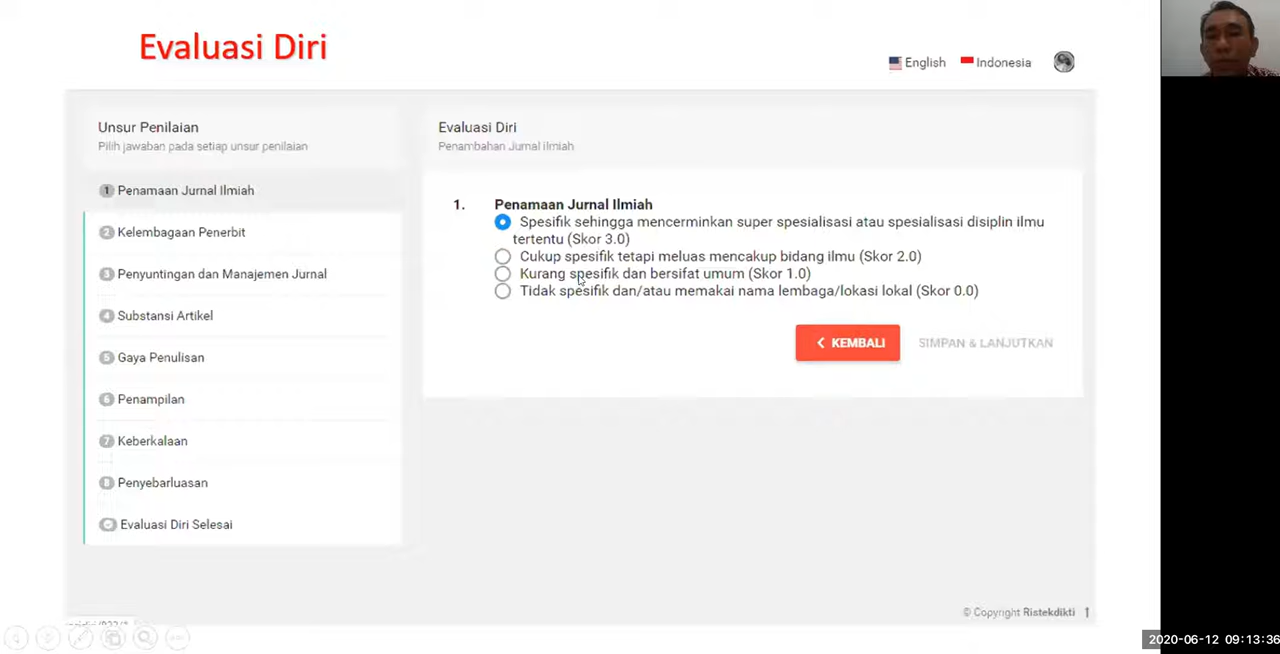 Evaluasi Diri
English Indonesia
Unsur Penilaian
Pilih jawaban pada setiap unsur penilaian
1 Penamaan Jurnal Ilmiah
2 Kelembagaan Penerbit
3 Penyuntingan dan Manajemen Jurnal
4 Substansi Artikel
5 Gaya Penulisan
6 Penampilan
7 Keberkalaan
8 Penyebarluasan
Evaluasi Diri Selesai
Evaluasi Diri
Penambahan Jurnal ilmiah
1. Penamaan Jurnal Ilmiah
Spesifik sehingga mencerminkan super spesialisasi atau spesialisasi disiplin ilmu
tertentu (Skor 3.0)
Cukup spesifik tetapi meluas mencakup bidang ilmu (Skor 2.0)
Kurang spesifik dan bersifat umum (Skor 1.0)
Tidak spesifik dan/atau memakai nama lembaga/lokasi lokal (Skor 0.0)
KEMBALI SIMPAN & LANJUTKAN
© Copyright Ristekdikti
2020-06-12 09:13:36